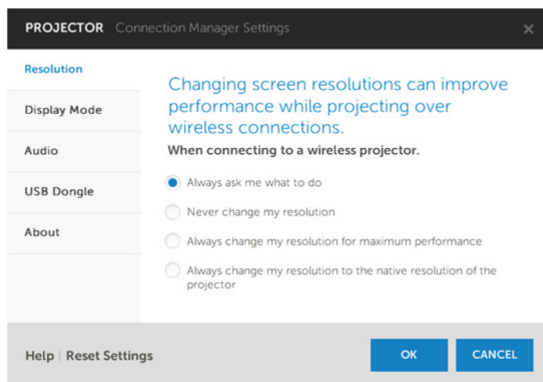 PROJECTOR Connection Manager Settings
Resolution
Display Mode
Audio
USB Dongle
About
Changing screen resolutions can improve
performance while projecting over
wireless connections.
When connecting to a wireless projector.
Always ask me what to do
Never change my resolution
Always change my resolution for maximum performance
Always change my resolution to the native resolution of the
projector
Help | Reset Settings
OK
CANCEL